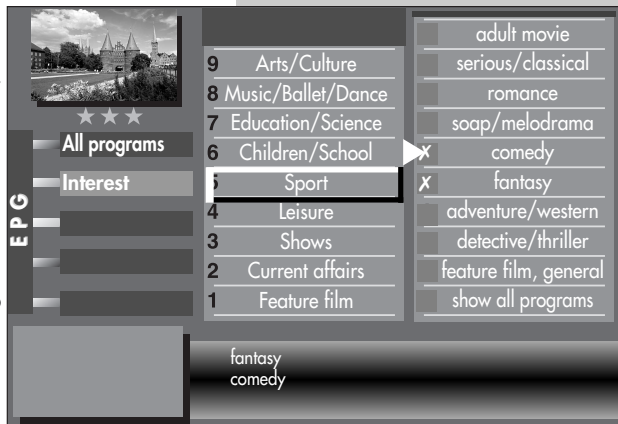 EPG
All programs
Interest
9 Arts/Culture
8 Music/Ballet/Dance
7 Education/Science
6 Children/School
5 Sport
4 Leisure
3 Shows
2 Current affairs
1 Feature film
adult movie
serious/classical
romance
soap/melodrama
✗ comedy
✗ fantasy
adventure/western
detective/thriller
feature film, general
show all programs
fantasy
comedy